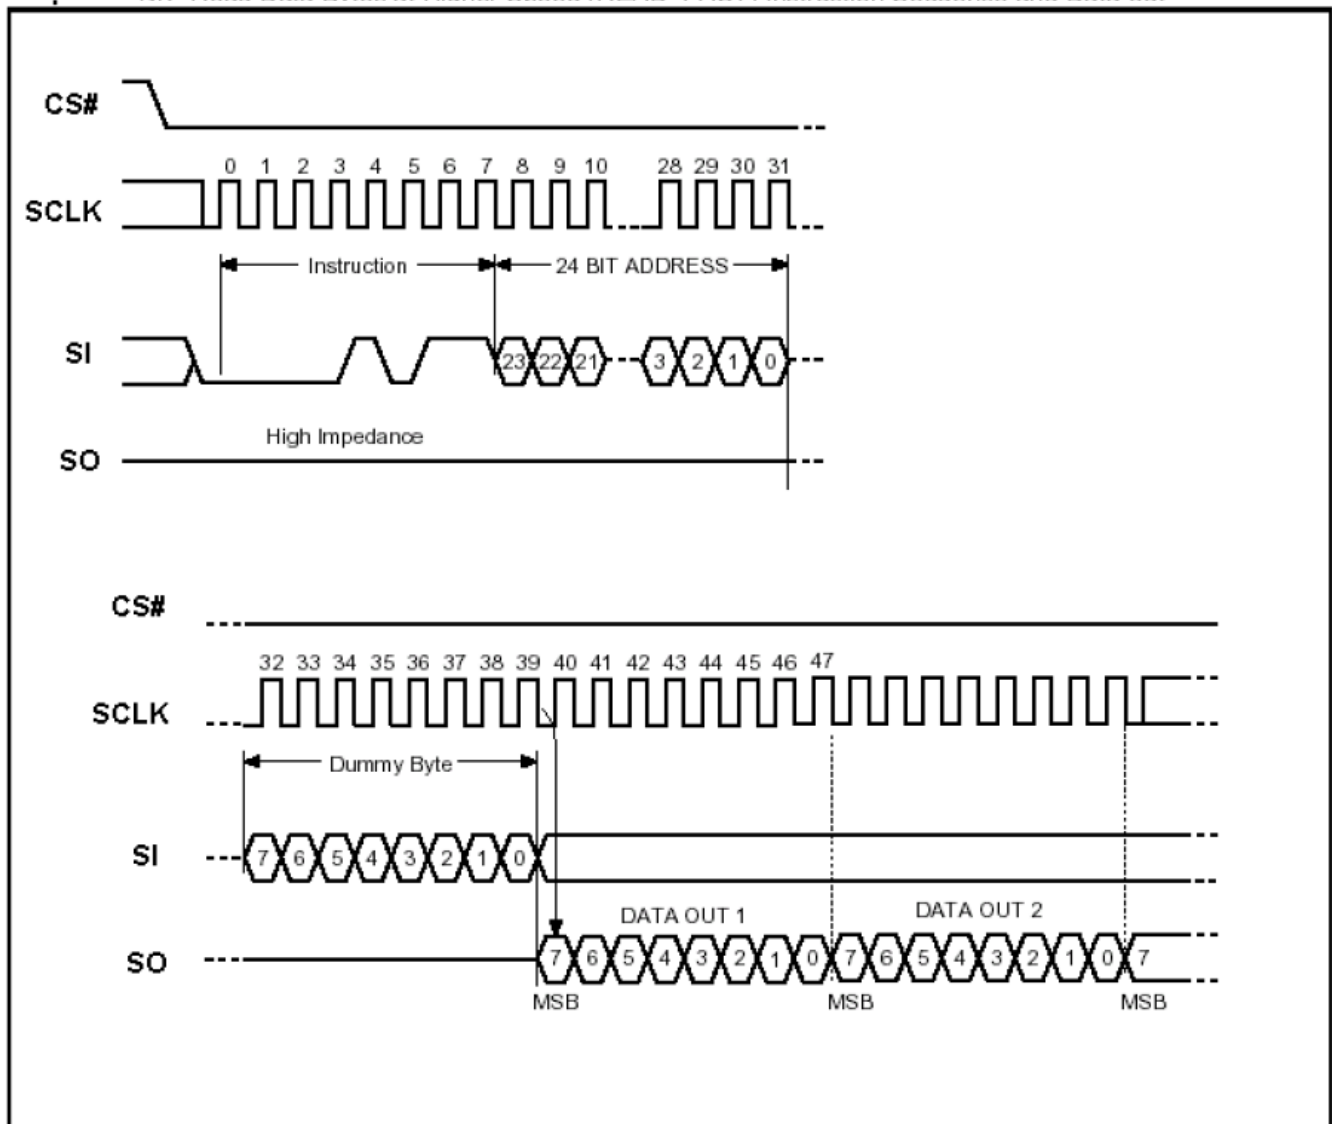 CS#
0 1 2 3 4 5 6 7 8 9 10 28 29 30 31
SCLK
Instruction 24 BIT ADDRESS
SI
23 22 21 3 2 1 0
High Impedance
SO
CS#
32 33 34 35 36 37 38 39 40 41 42 43 44 45 46 47
SCLK
Dummy Byte
SI
7 6 5 4 3 2 1 0
DATA OUT 1 DATA OUT 2
SO
7 6 5 4 3 2 1 0 7 6 5 4 3 2 1 0 7
MSB MSB MSB